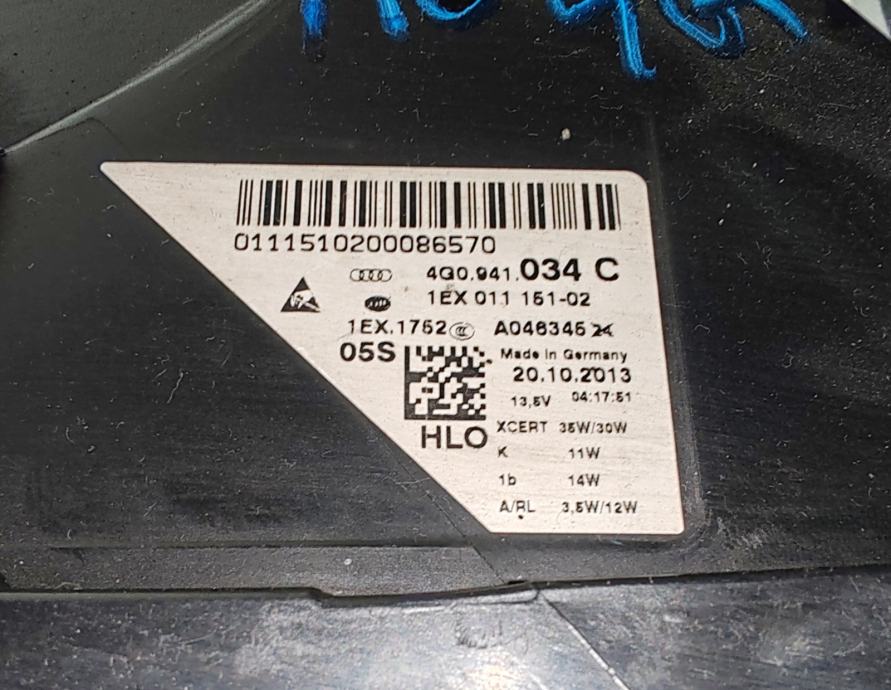 0111510200086570
4G0.941.034 C
1EX 011 151-02
1EX.1752 A046345 24
05S Made in Germany
20.10.2013
13,5V 04:17:51
HLO XCERT 35W/30W
K 11W
1b 14W
A/RL 3,5W/12W